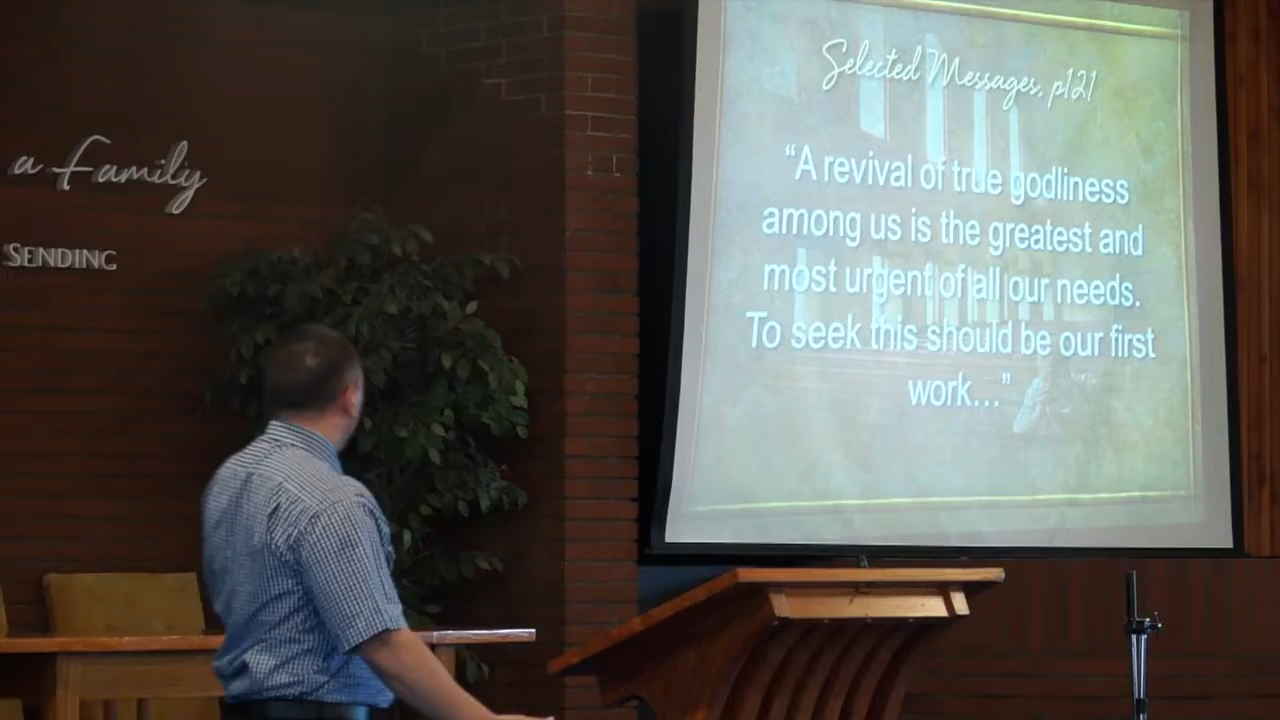 a Family
SENDING
Selected Messages, p121
“A revival of true godliness
among us is the greatest and
most urgent of all our needs.
To seek this should be our first
work...”